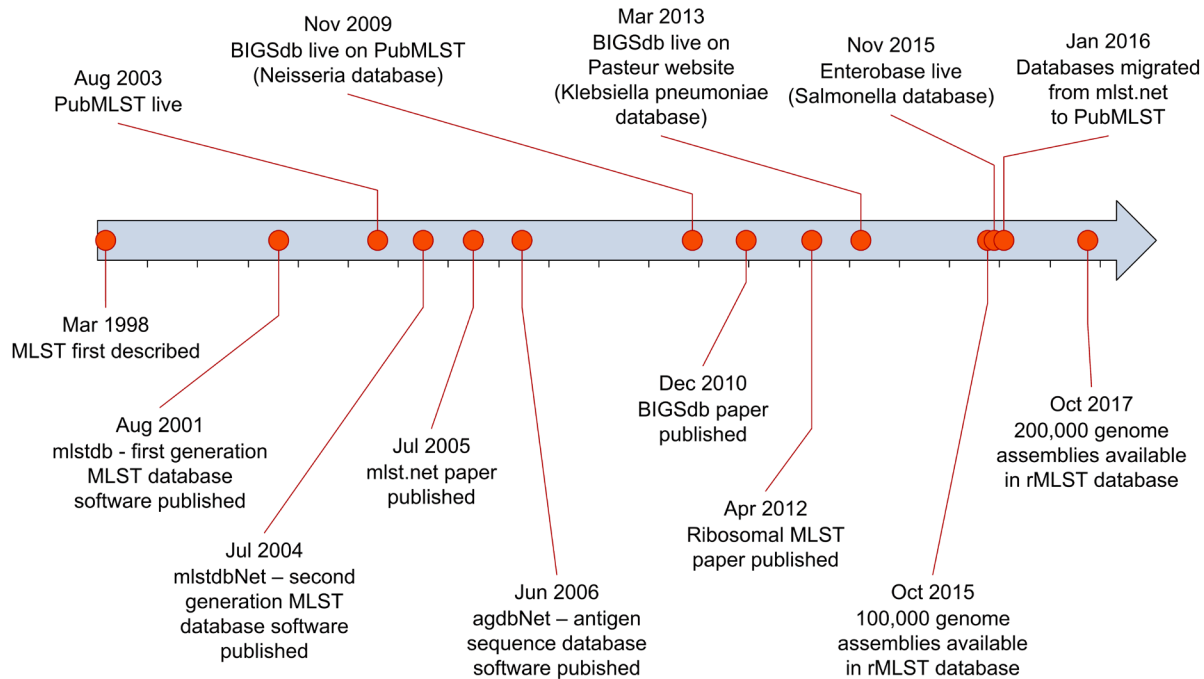 Aug 2003
PubMLST live
Nov 2009
BIGSdb live on PubMLST
(Neisseria database)
Mar 2013
BIGSdb live on
Pasteur website
(Klebsiella pneumoniae
database)
Nov 2015
Enterobase live
(Salmonella database)
Jan 2016
Databases migrated
from mlst.net
to PubMLST
Mar 1998
MLST first described
Aug 2001
mlstdb - first generation
MLST database
software published
Jul 2004
mlstdbNet – second
generation MLST
database software
published
Jul 2005
mlst.net paper
published
Jun 2006
agdbNet – antigen
sequence database
software pubished
Dec 2010
BIGSdb paper
published
Apr 2012
Ribosomal MLST
paper published
Oct 2015
100,000 genome
assemblies available
in rMLST database
Oct 2017
200,000 genome
assemblies available
in rMLST database